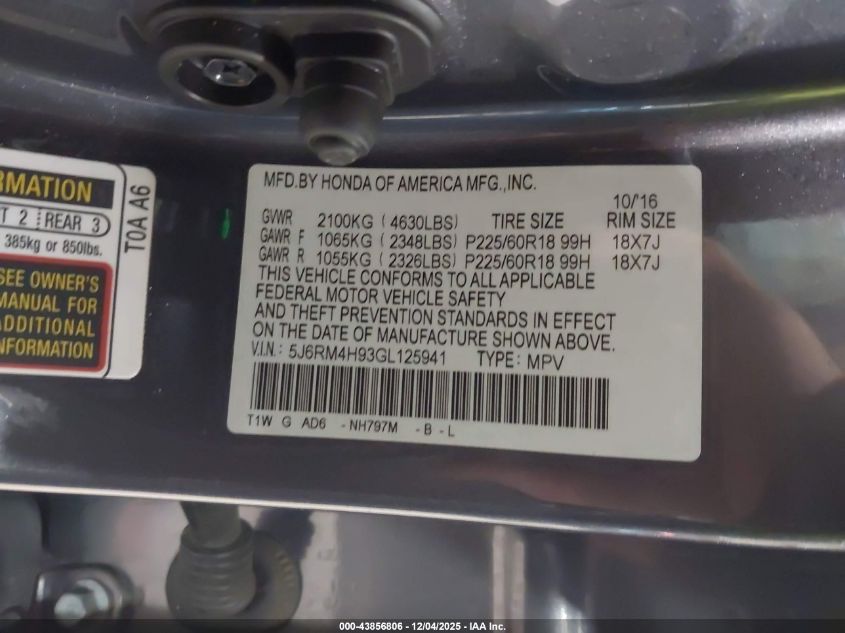 RMATION
T 2 REAR 3
385kg or 850lbs.
SEE OWNER'S
MANUAL FOR
ADDITIONAL
INFORMATION
T0A A6
MFD.BY HONDA OF AMERICA MFG.,INC.
10/16
GVWR 2100KG ( 4630LBS) TIRE SIZE RIM SIZE
GAWR F 1065KG ( 2348LBS) P225/60R18 99H 18X7J
GAWR R 1055KG ( 2326LBS) P225/60R18 99H 18X7J
THIS VEHICLE CONFORMS TO ALL APPLICABLE
FEDERAL MOTOR VEHICLE SAFETY
AND THEFT PREVENTION STANDARDS IN EFFECT
ON THE DATE OF MANUFACTURE SHOWN ABOVE.
V.I.N.: 5J6RM4H93GL125941 TYPE: MPV
T1W G AD6 -NH797M -B-L
000-43856806 - 12/04/2025 - IAA Inc.